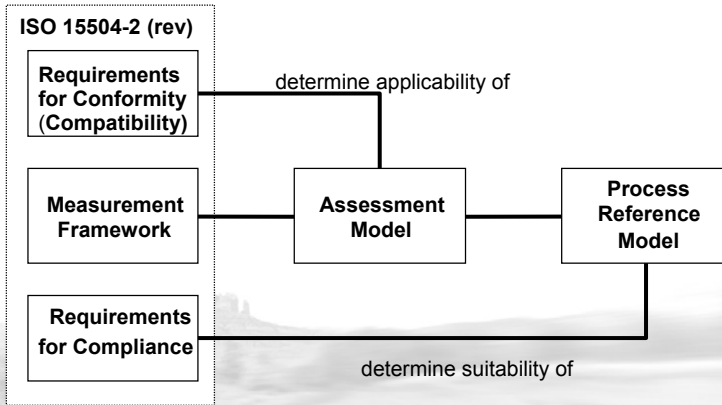 ISO 15504-2 (rev)
Requirements
for Conformity
(Compatibility)
determine applicability of
Measurement
Framework
Assessment
Model
Process
Reference
Model
Requirements
for Compliance
determine suitability of